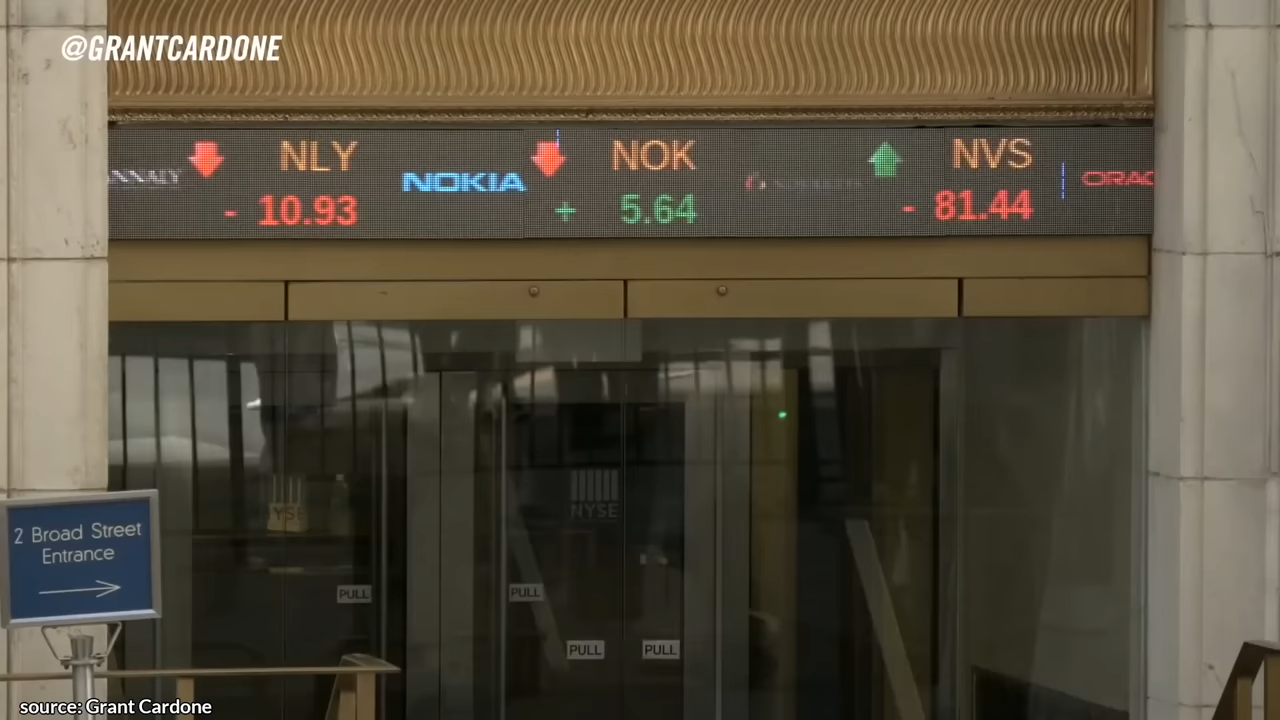 @GRANTCARDONE
NLY
NOKIA
NOK
NVS
- 10.93
+ 5.64
- 81.44
2 Broad Street
Entrance
NYSE
PULL
PULL
PULL
PULL
source: Grant Cardone